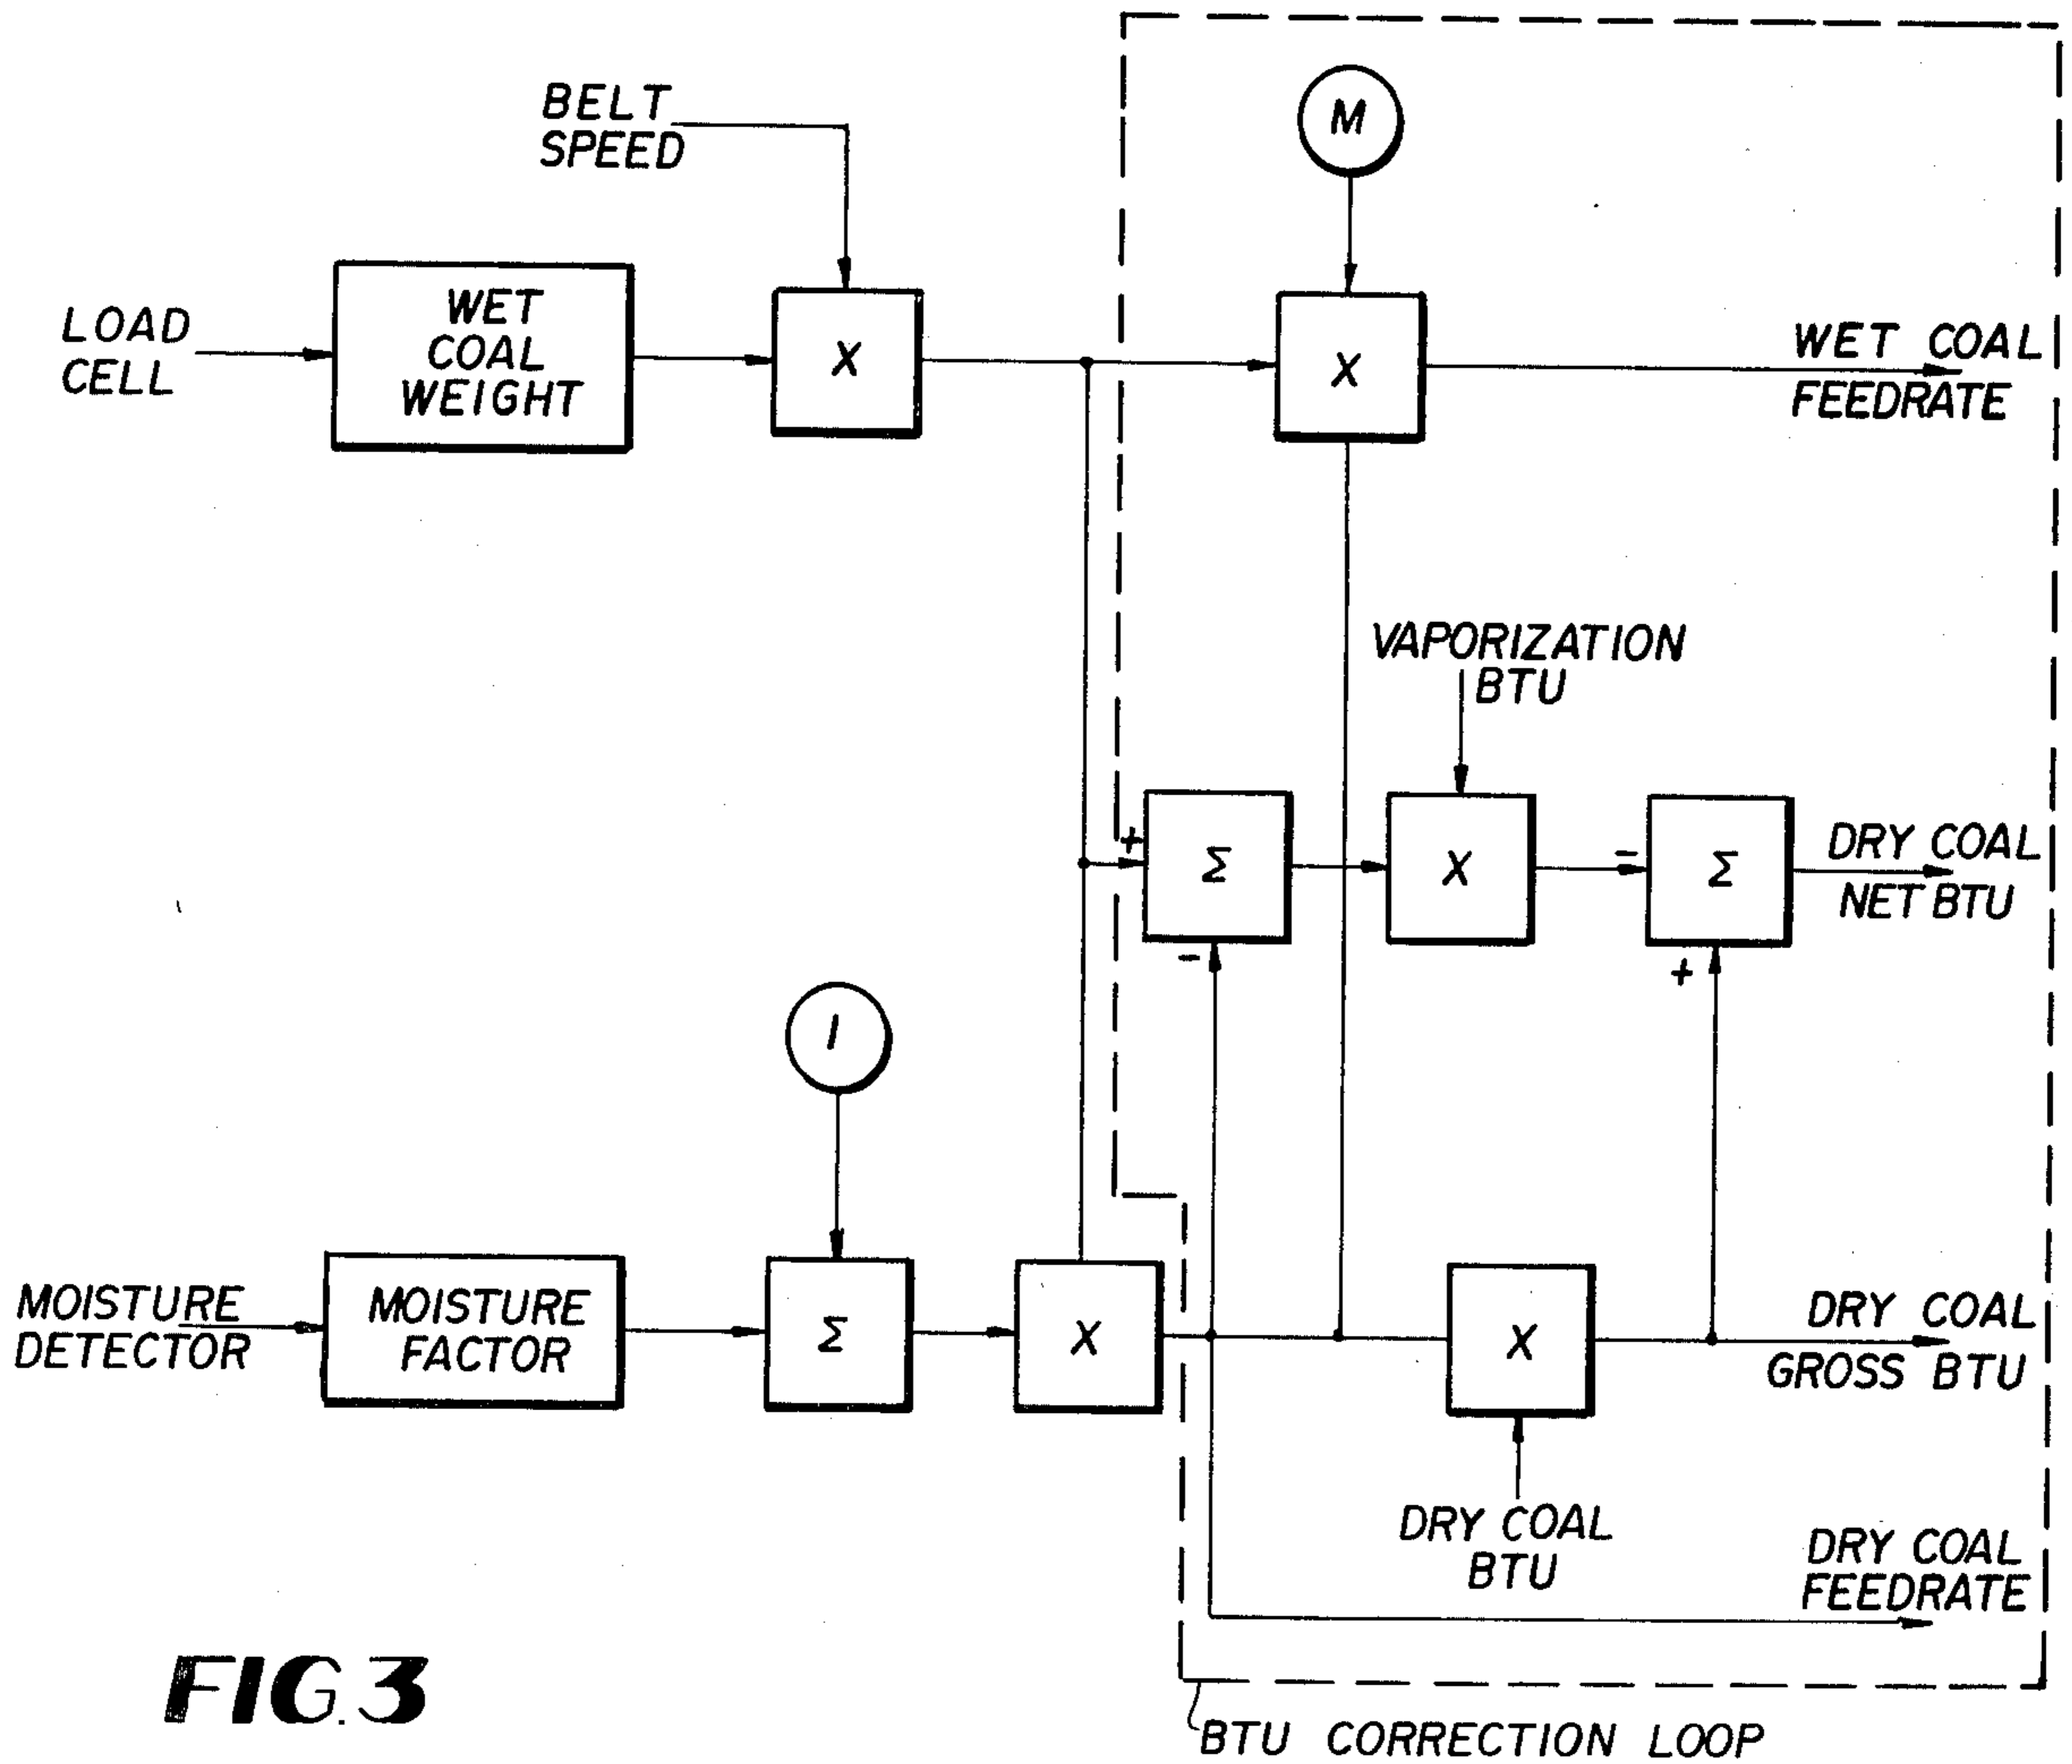 BELT
SPEED
M
LOAD
CELL
WET
COAL
WEIGHT
X
X
WET COAL
FEEDRATE
VAPORIZATION
BTU
+
Σ
-
X
-
Σ
+
DRY COAL
NET BTU
I
MOISTURE
DETECTOR
MOISTURE
FACTOR
Σ
X
X
DRY COAL
GROSS BTU
DRY COAL
BTU
DRY COAL
FEEDRATE
FIG. 3
BTU CORRECTION LOOP